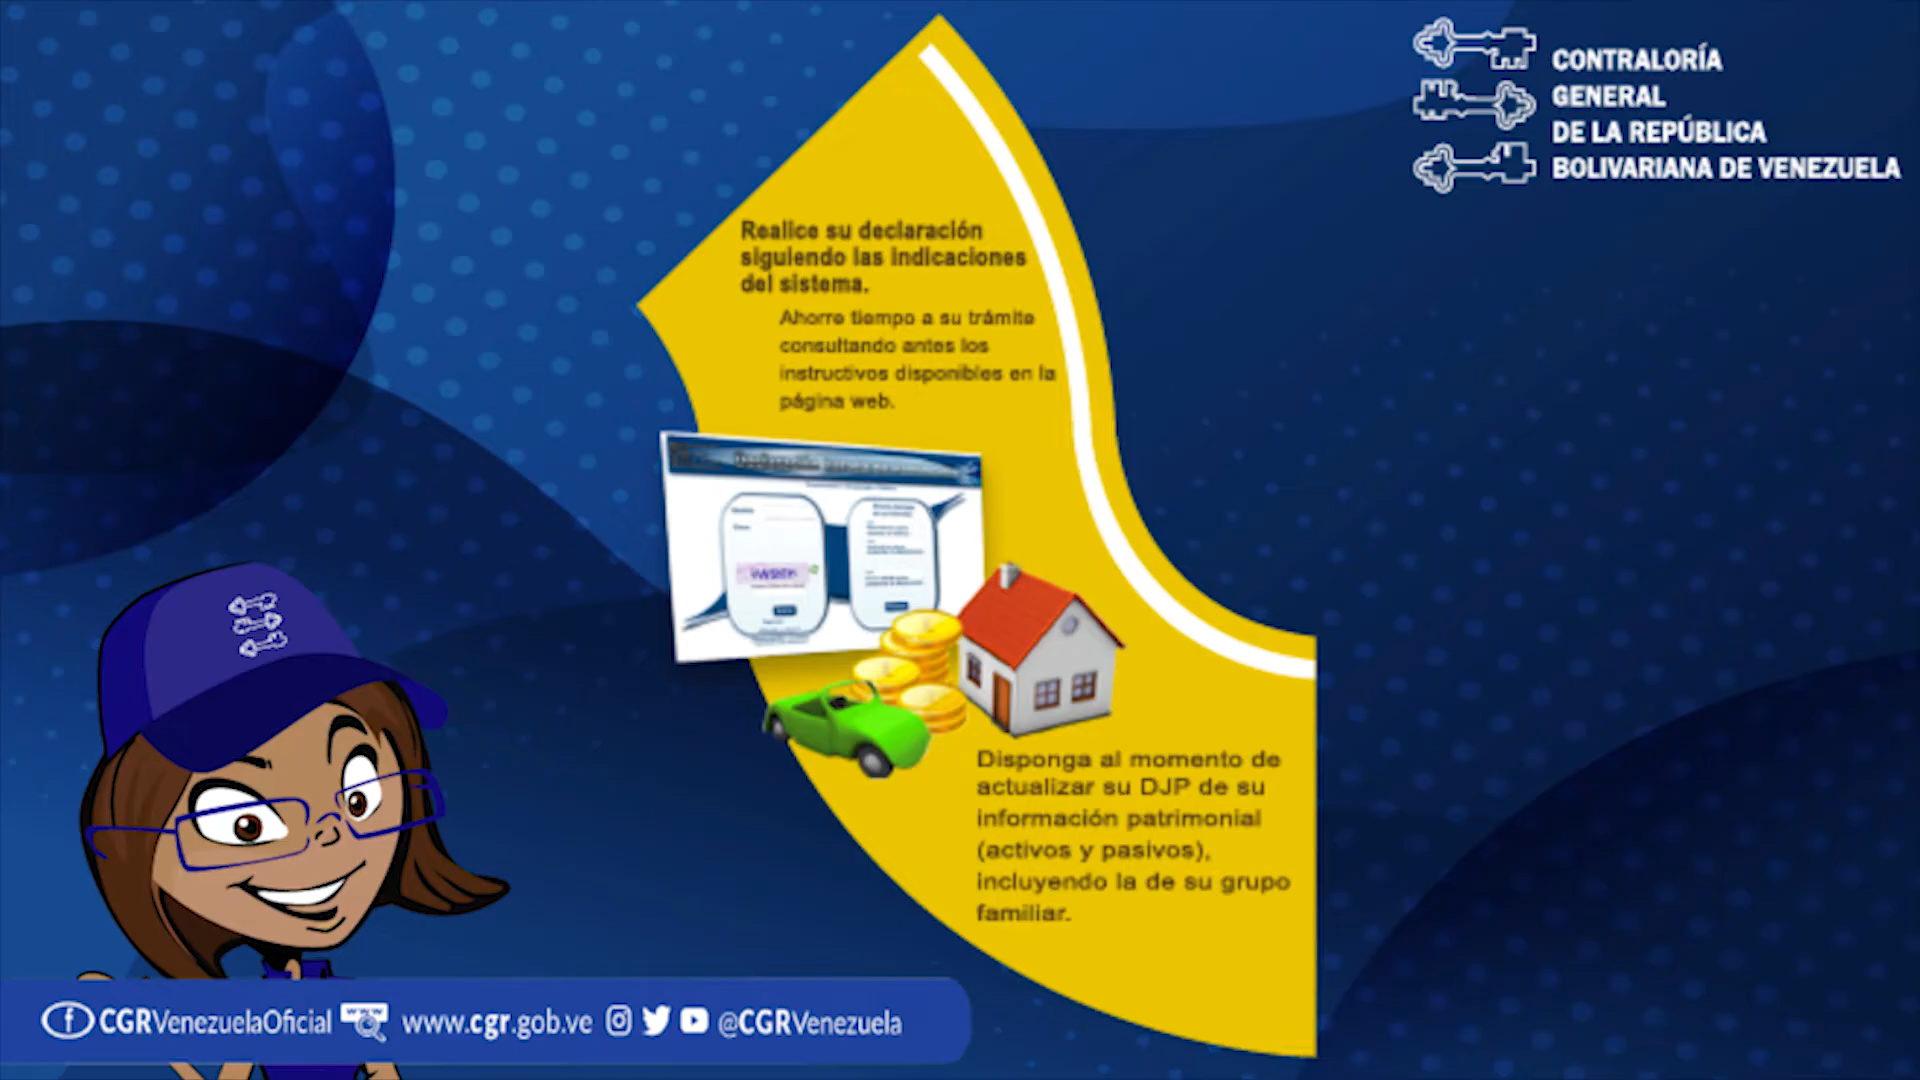 CONTRALORÍA
GENERAL
DE LA REPÚBLICA
BOLIVARIANA DE VENEZUELA
Realice su declaración
siguiendo las indicaciones
del sistema.
Ahorre tiempo a su trámite
consultando antes los
instructivos disponibles en la
página web.
Disponga al momento de
actualizar su DJP de su
información patrimonial
(activos y pasivos),
incluyendo la de su grupo
familiar.
CGRVenezuelaOficial www.cgr.gob.ve @CGRVenezuela